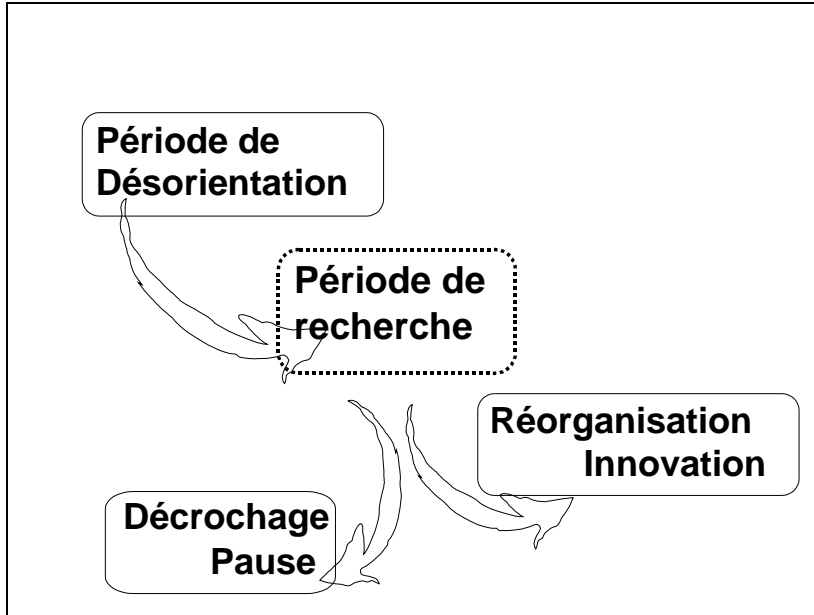 Période de
Désorientation
Période de
recherche
Réorganisation
Innovation
Décrochage
Pause